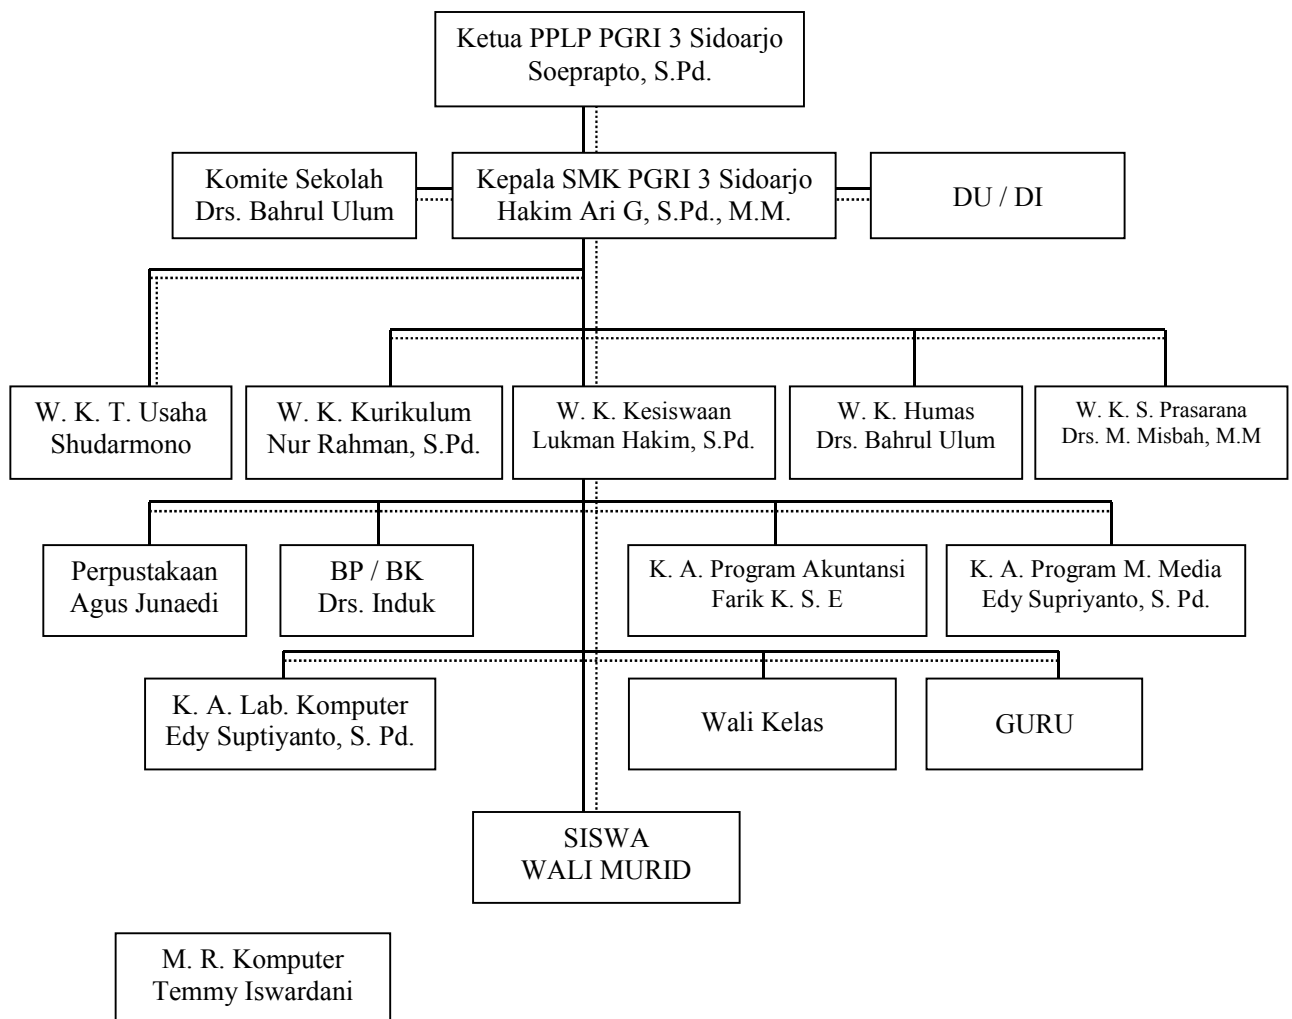 Ketua PPLP PGRI 3 Sidoarjo
Soeprapto, S.Pd.
Komite Sekolah
Drs. Bahrul Ulum
Kepala SMK PGRI 3 Sidoarjo
Hakim Ari G, S.Pd., M.M.
DU / DI
W. K. T. Usaha
Shudarmono
W. K. Kurikulum
Nur Rahman, S.Pd.
W. K. Kesiswaan
Lukman Hakim, S.Pd.
W. K. Humas
Drs. Bahrul Ulum
W. K. S. Prasarana
Drs. M. Misbah, M.M
Perpustakaan
Agus Junaedi
BP / BK
Drs. Induk
K. A. Program Akuntansi
Farik K. S. E
K. A. Program M. Media
Edy Supriyanto, S. Pd.
K. A. Lab. Komputer
Edy Suptiyanto, S. Pd.
Wali Kelas
GURU
SISWA
WALI MURID
M. R. Komputer
Temmy Iswardani